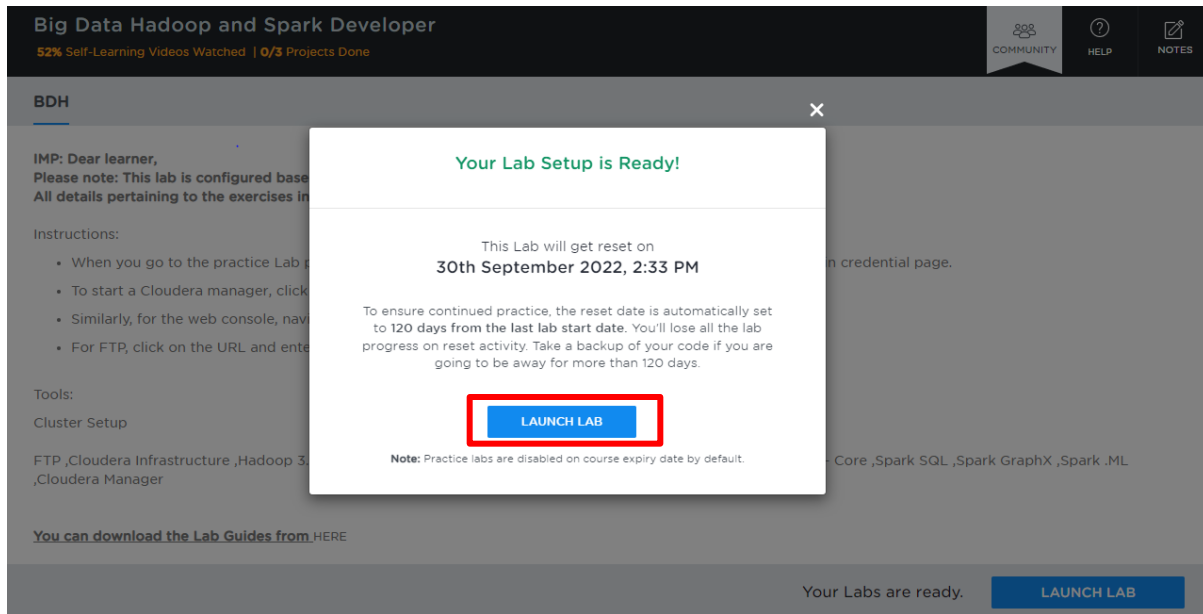 Big Data Hadoop and Spark Developer
52% Self-Learning Videos Watched | 0/3 Projects Done
COMMUNITY
HELP
NOTES
BDH
IMP: Dear learner,
Please note: This lab is configured base
All details pertaining to the exercises in
Instructions:
• When you go to the practice Lab p
n credential page.
• To start a Cloudera manager, click
• Similarly, for the web console, navi
• For FTP, click on the URL and ente
Tools:
Cluster Setup
FTP ,Cloudera Infrastructure ,Hadoop 3.
- Core ,Spark SQL ,Spark GraphX ,Spark .ML
,Cloudera Manager
You can download the Lab Guides from HERE
Your Lab Setup is Ready!
This Lab will get reset on
30th September 2022, 2:33 PM
To ensure continued practice, the reset date is automatically set
to 120 days from the last lab start date. You'll lose all the lab
progress on reset activity. Take a backup of your code if you are
going to be away for more than 120 days.
LAUNCH LAB
Note: Practice labs are disabled on course expiry date by default.
Your Labs are ready.
LAUNCH LAB